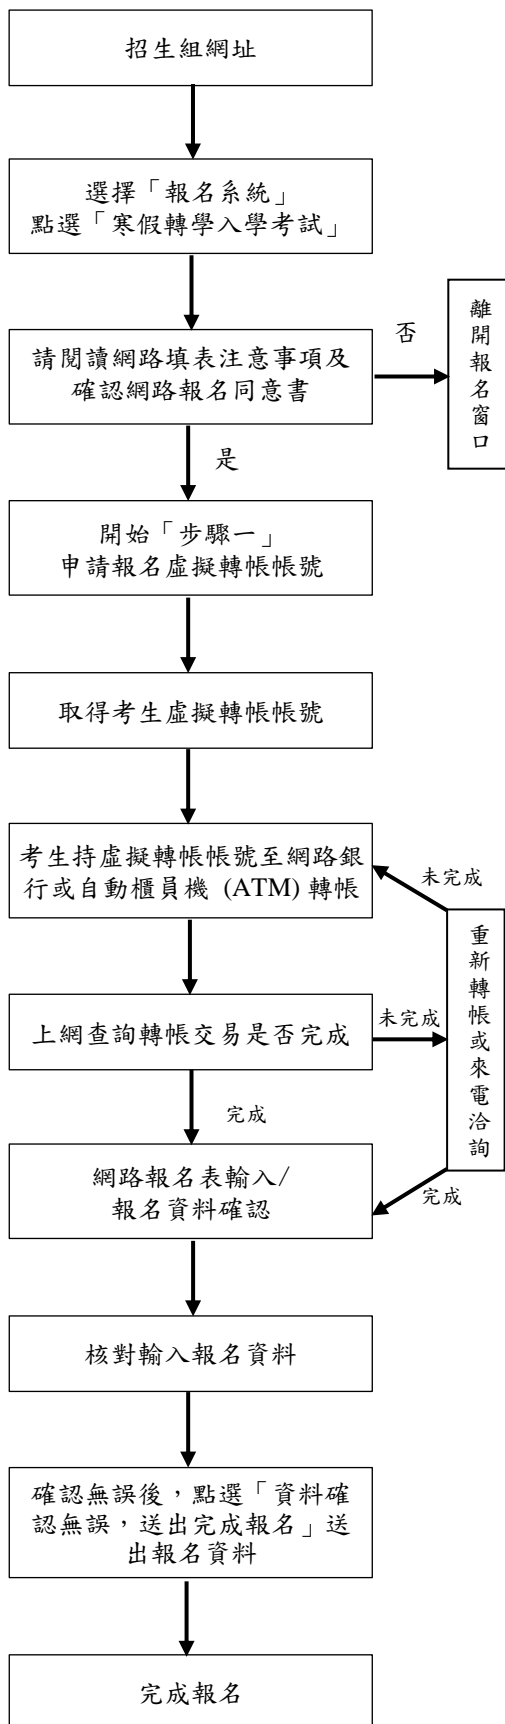 招生組網址
選擇「報名系統」
點選「寒假轉學入學考試」
請閱讀網路填表注意事項及
確認網路報名同意書
否
離開報名窗口
是
開始「步驟一」
申請報名虛擬轉帳帳號
取得考生虛擬轉帳帳號
考生持虛擬轉帳帳號至網路銀
行或自動櫃員機 (ATM) 轉帳
未完成
重新轉帳或來電洽詢
上網查詢轉帳交易是否完成
未完成
完成
網路報名表輸入/
報名資料確認
完成
核對輸入報名資料
確認無誤後，點選「資料確
認無誤，送出完成報名」送
出報名資料
完成報名